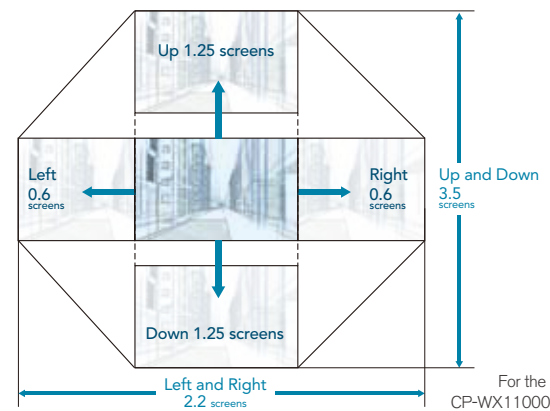 Up 1.25 screens
Left
0.6
screens
Right
0.6
screens
Up and Down
3.5
screens
Down 1.25 screens
Left and Right
2.2 screens
For the
CP-WX11000